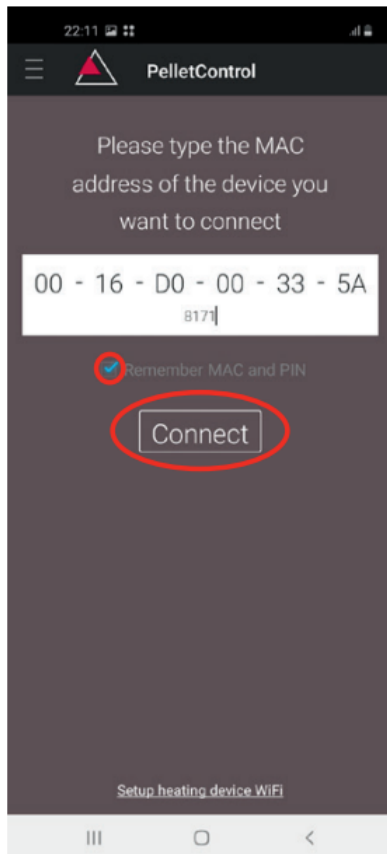 22:11
PelletControl
Please type the MAC
address of the device you
want to connect
00 - 16 - D0 - 00 - 33 - 5A
8171
Remember MAC and PIN
Connect
Setup heating device WiFi